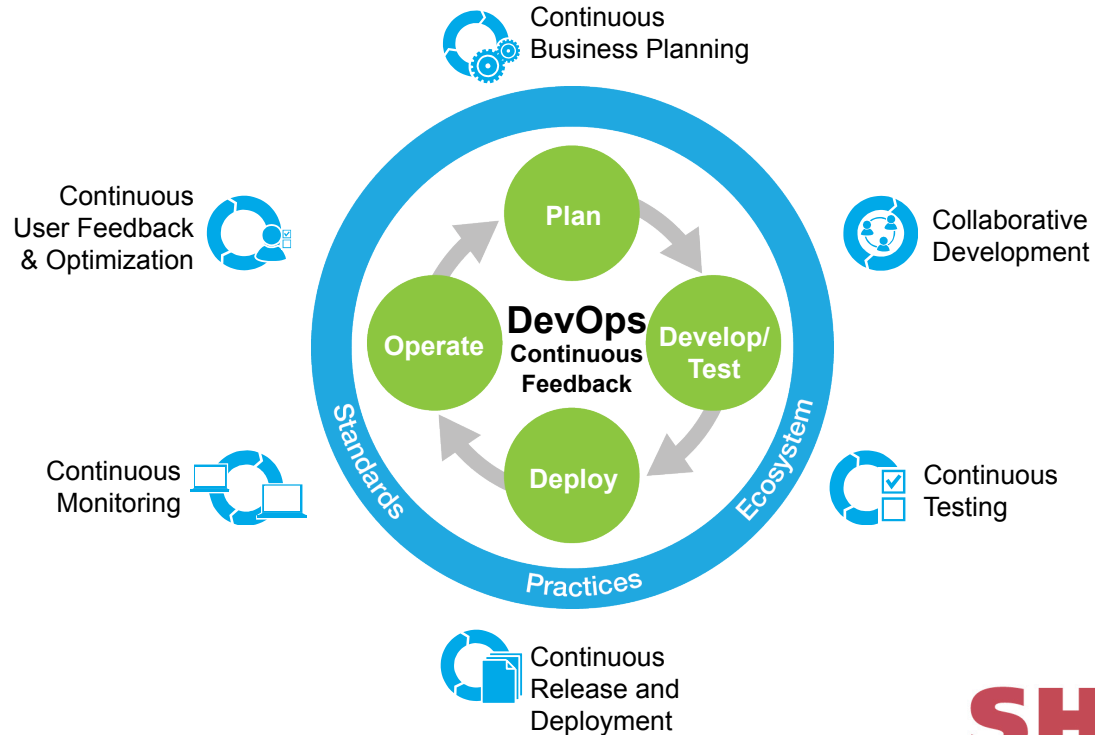 Continuous
Business Planning
Continuous
User Feedback
& Optimization
Collaborative
Development
Plan
Operate
DevOps
Continuous
Feedback
Develop/
Test
Deploy
Standards
Practices
Ecosystem
Continuous
Monitoring
Continuous
Testing
Continuous
Release and
Deployment
SH